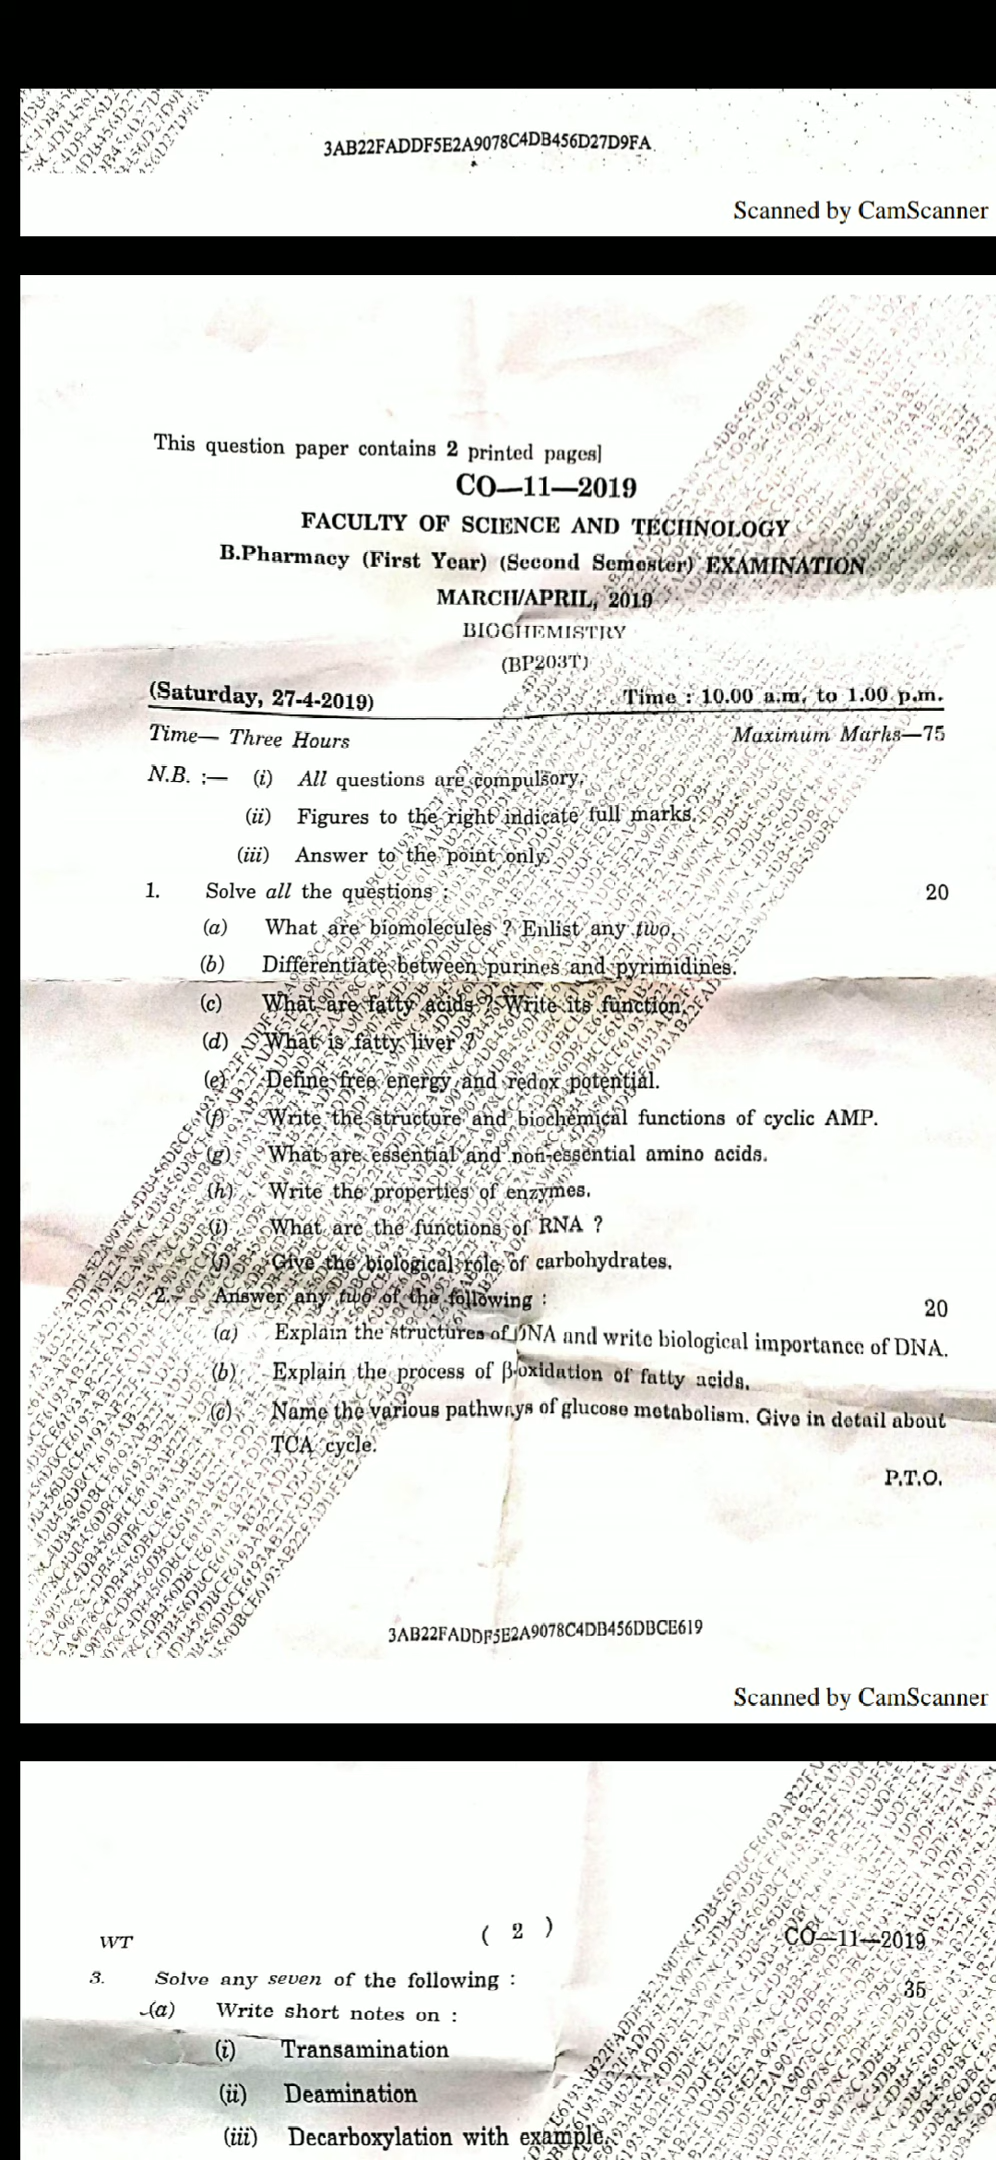 3AB22FADDF5E2A9078C4DB456D27D9FA
Scanned by CamScanner
This question paper contains 2 printed pages]
CO—11—2019
FACULTY OF SCIENCE AND TECHNOLOGY
B.Pharmacy (First Year) (Second Semester) EXAMINATION
MARCH/APRIL, 2019
BIOCHEMISTRY
(BP203T)
(Saturday, 27-4-2019) Time : 10.00 a.m. to 1.00 p.m.
Time— Three Hours Maximum Marks—75
N.B. :— (i) All questions are compulsory.
(ii) Figures to the right indicate full marks.
(iii) Answer to the point only.
1. Solve all the questions : 20
(a) What are biomolecules ? Enlist any two.
(b) Differentiate between purines and pyrimidines.
(c) What are fatty acids ? Write its function.
(d) What is fatty liver ?
(e) Define free energy and redox potential.
(f) Write the structure and biochemical functions of cyclic AMP.
(g) What are essential and non-essential amino acids.
(h) Write the properties of enzymes.
(i) What are the functions of RNA ?
(j) Give the biological role of carbohydrates.
2. Answer any two of the following : 20
(a) Explain the structures of DNA and write biological importance of DNA.
(b) Explain the process of β-oxidation of fatty acids.
(c) Name the various pathways of glucose metabolism. Give in detail about
TCA cycle.
P.T.O.
3AB22FADDF5E2A9078C4DB456DBCE619
Scanned by CamScanner
WT ( 2 ) CO—11—2019
3. Solve any seven of the following : 35
(a) Write short notes on :
(i) Transamination
(ii) Deamination
(iii) Decarboxylation with example.